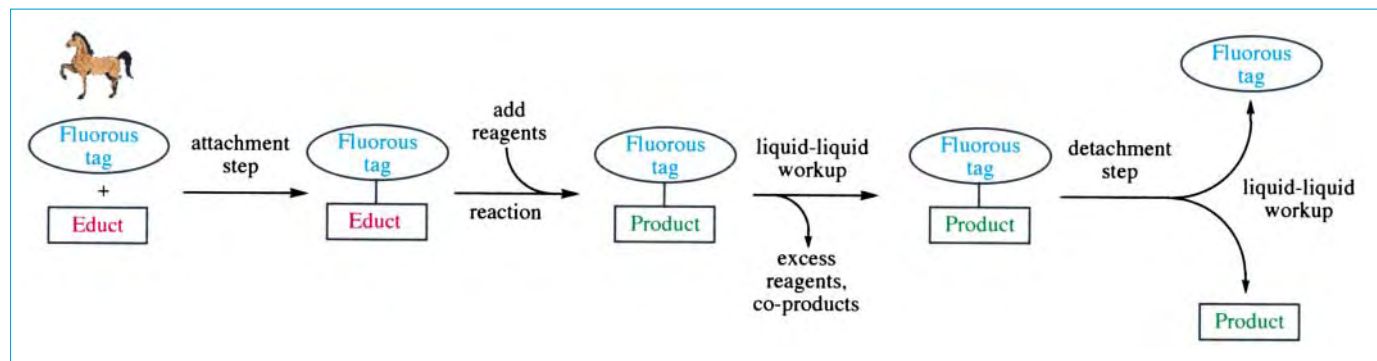 Fluorous
tag
+
Educt
attachment
step
Fluorous
tag
Educt
add
reagents
reaction
Fluorous
tag
Product
liquid-liquid
workup
excess
reagents,
co-products
Fluorous
tag
Product
detachment
step
Fluorous
tag
liquid-liquid
workup
Product